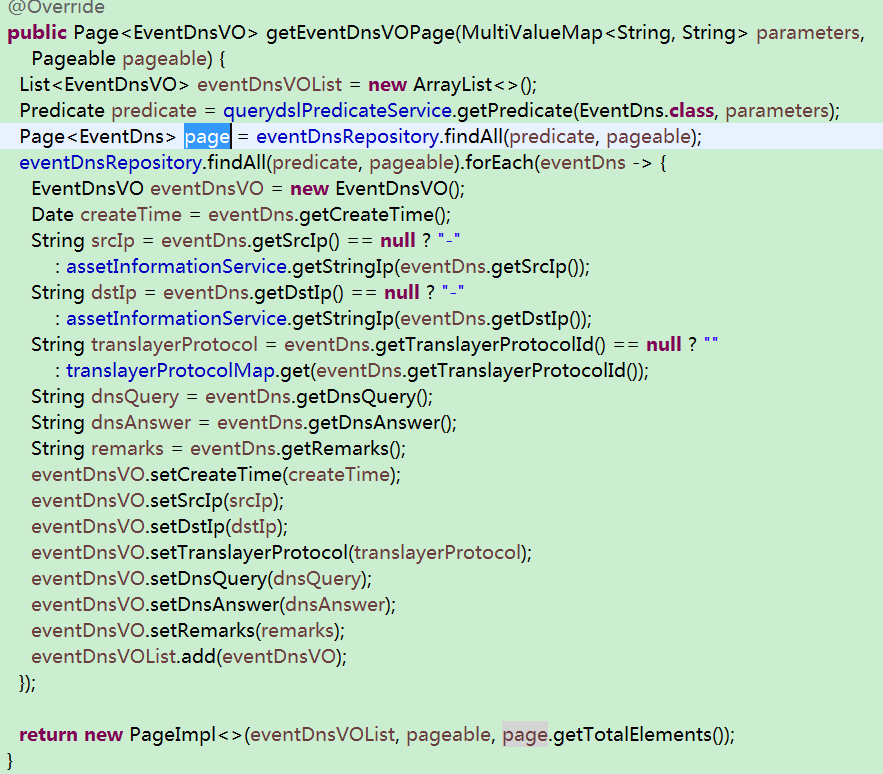 @Override
public Page<EventDnsVO> getEventDnsVOPage(MultiValueMap<String, String> parameters,
Pageable pageable) {
List<EventDnsVO> eventDnsVOList = new ArrayList<>();
Predicate predicate = querydslPredicateService.getPredicate(EventDns.class, parameters);
Page<EventDns> page = eventDnsRepository.findAll(predicate, pageable);
eventDnsRepository.findAll(predicate, pageable).forEach(eventDns -> {
EventDnsVO eventDnsVO = new EventDnsVO();
Date createTime = eventDns.getCreateTime();
String srcIp = eventDns.getSrcIp() == null ? "-"
: assetInformationService.getStringIp(eventDns.getSrcIp());
String dstIp = eventDns.getDstIp() == null ? "-"
: assetInformationService.getStringIp(eventDns.getDstIp());
String translayerProtocol = eventDns.getTranslayerProtocolId() == null ? ""
: translayerProtocolMap.get(eventDns.getTranslayerProtocolId());
String dnsQuery = eventDns.getDnsQuery();
String dnsAnswer = eventDns.getDnsAnswer();
String remarks = eventDns.getRemarks();
eventDnsVO.setCreateTime(createTime);
eventDnsVO.setSrcIp(srcIp);
eventDnsVO.setDstIp(dstIp);
eventDnsVO.setTranslayerProtocol(translayerProtocol);
eventDnsVO.setDnsQuery(dnsQuery);
eventDnsVO.setDnsAnswer(dnsAnswer);
eventDnsVO.setRemarks(remarks);
eventDnsVOList.add(eventDnsVO);
});
return new PageImpl<>(eventDnsVOList, pageable, page.getTotalElements());
}